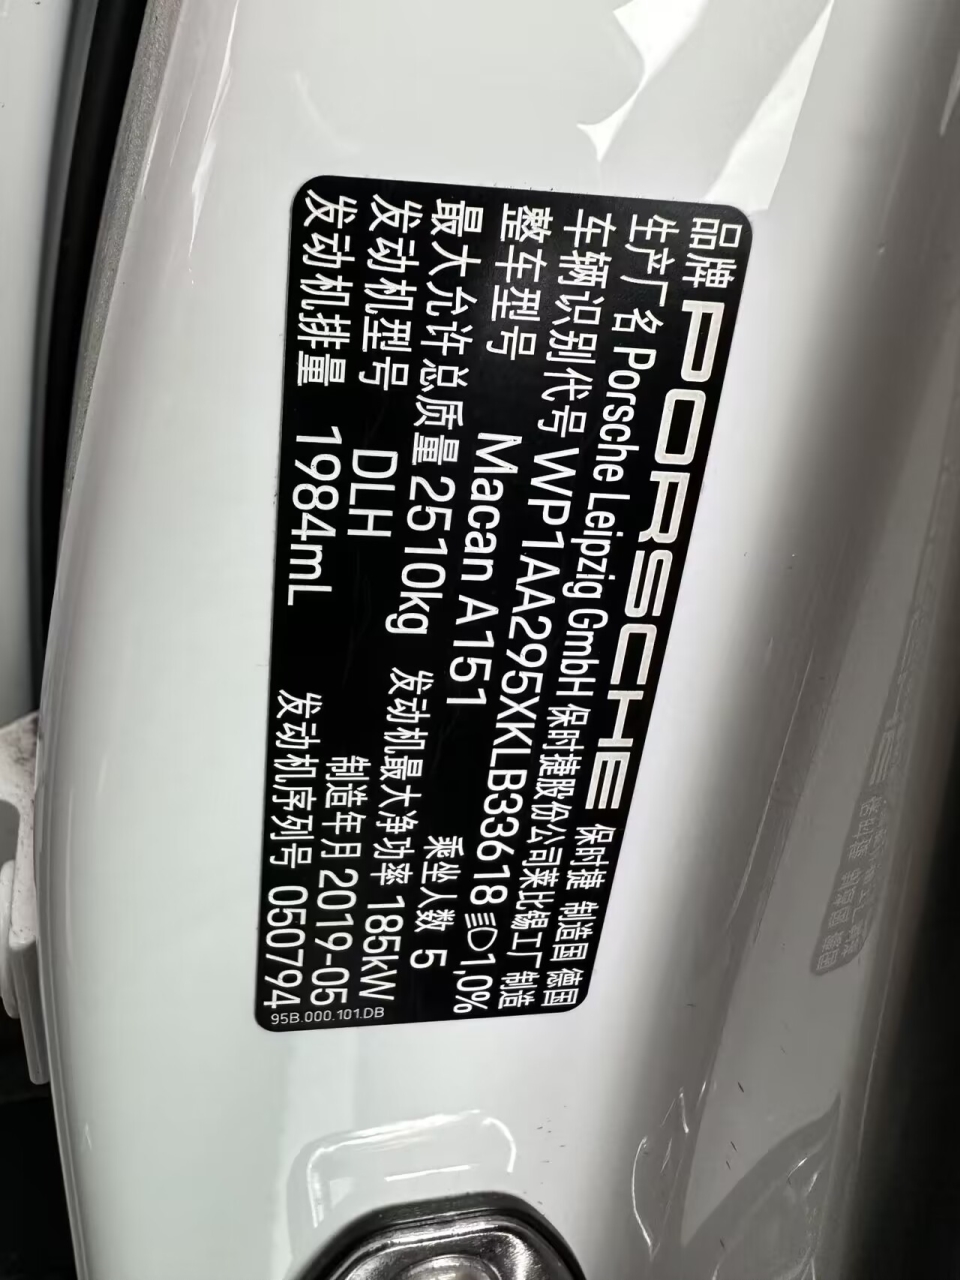 品牌 PORSCHE 保时捷 制造国 德国
生产厂名 Porsche Leipzig GmbH 保时捷股份公司莱比锡工厂 制造
车辆识别代号 WP1AA295XKLB33618 1,0%
整车型号 Macan A151 乘坐人数 5
最大允许总质量 2510kg 发动机最大净功率 185kW
发动机型号 DLH 制造年月 2019-05
发动机排量 1984mL 发动机序列号 050794
95B.000.101.DB